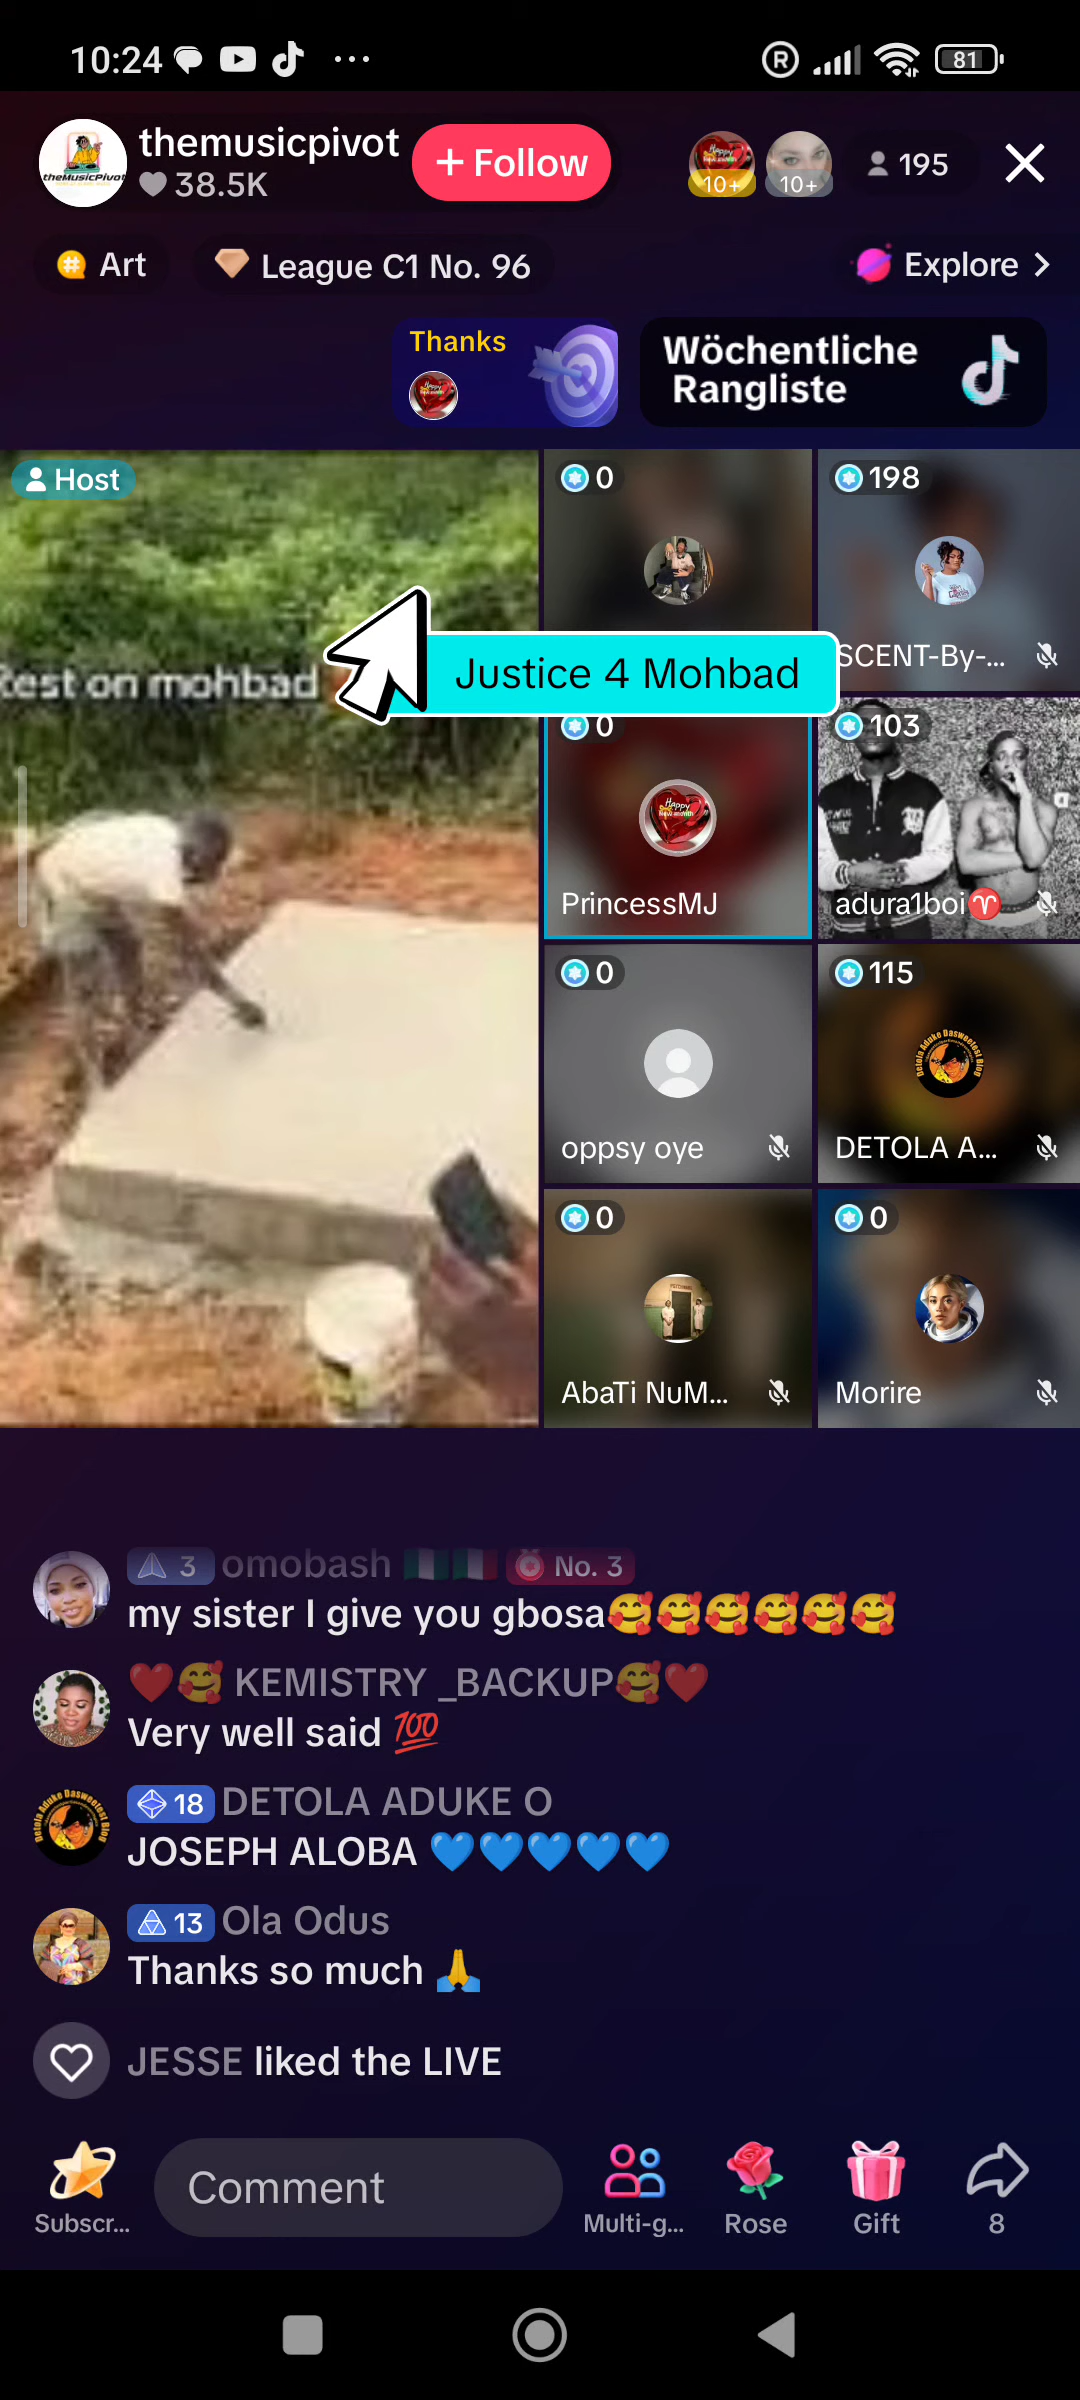 10:24
R
81
themusicpivot
38.5K
+ Follow
10+
10+
195
Art
League C1 No. 96
Explore >
Thanks
Wöchentliche
Rangliste
Host
0
198
Rest on mohbad
Justice 4 Mohbad
SCENT-By-...
0
103
PrincessMJ
adura1boi♈
0
115
oppsy oye
DETOLA A...
0
0
AbaTi NuM...
Morire
3 omobash 🇳🇬🇮🇹 No. 3
my sister I give you gbosa🥰🥰🥰🥰🥰🥰
❤️🥰 KEMISTRY _BACKUP🥰❤️
Very well said 💯
18 DETOLA ADUKE O
JOSEPH ALOBA 💙💙💙💙💙
13 Ola Odus
Thanks so much 🙏
JESSE liked the LIVE
Comment
Subscr...
Multi-g...
Rose
Gift
8